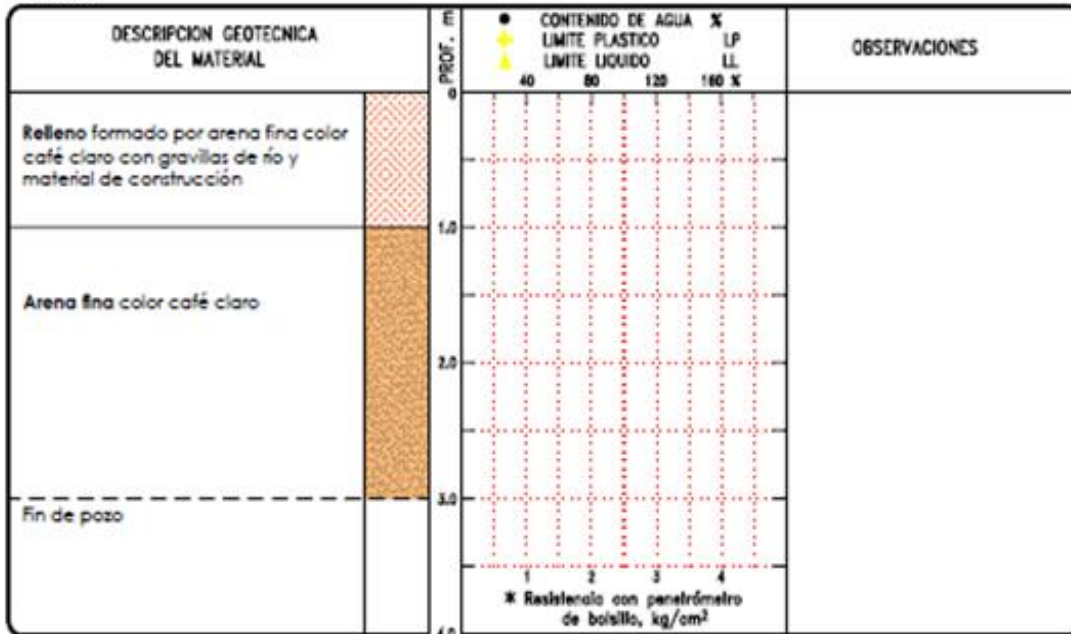 DESCRIPCION GEOTECNICA
DEL MATERIAL
PROF. m
● CONTENIDO DE AGUA %
LIMITE PLASTICO LP
LIMITE LIQUIDO LL
40 80 120 160 %
OBSERVACIONES
0
Relleno formado por arena fina color
café claro con gravillas de río y
material de construcción
1.0
Arena fina color café claro
2.0
3.0
Fin de pozo
1 2 3 4
* Resistencia con penetrómetro
de bolsillo, kg/cm²
4.0